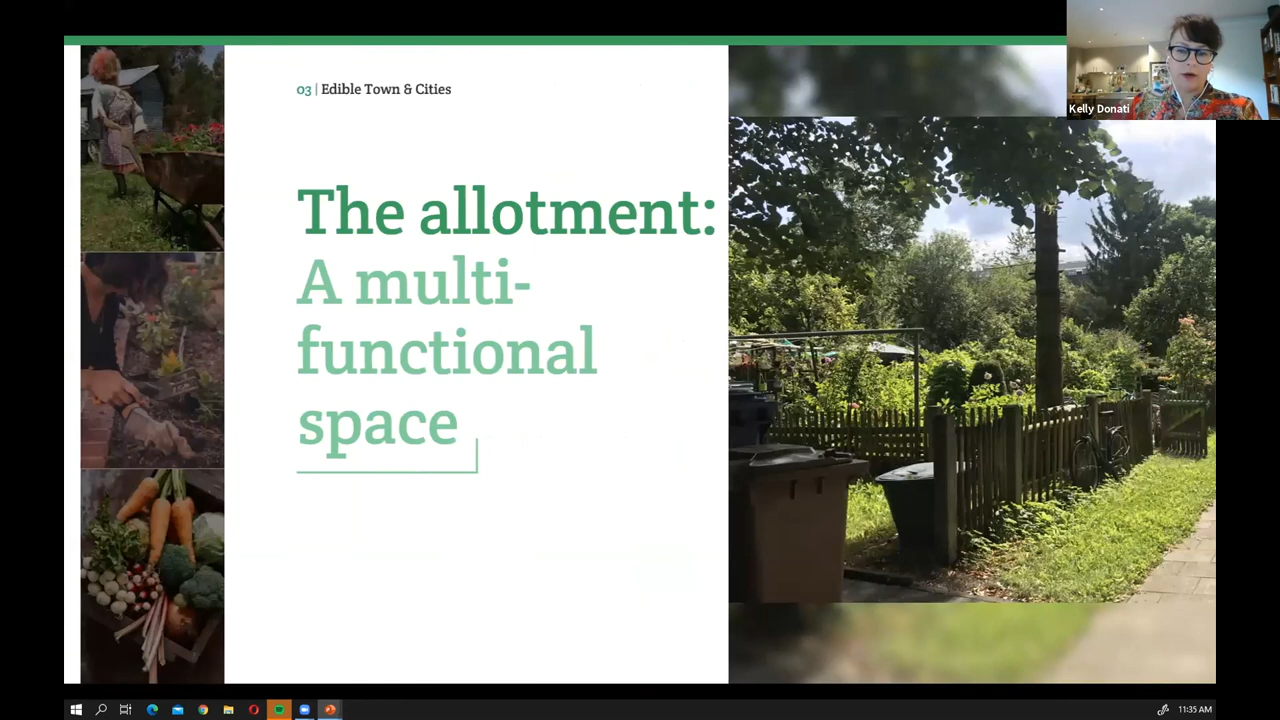 03 | Edible Town & Cities
The allotment:
A multi-
functional
space
Kelly Donati
11:35 AM